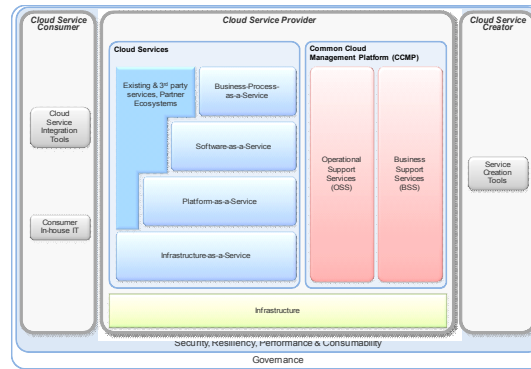 Cloud Service
Consumer
Cloud Service Provider
Cloud Service
Creator
Cloud Services
Common Cloud
Management Platform (CCMP)
Existing & 3rd party
services, Partner
Ecosystems
Business-Process-
as-a-Service
Cloud
Service
Integration
Tools
Software-as-a-Service
Operational
Support
Services
(OSS)
Business
Support
Services
(BSS)
Service
Creation
Tools
Platform-as-a-Service
Consumer
In-house IT
Infrastructure-as-a-Service
Infrastructure
Security, Resiliency, Performance & Consumability
Governance